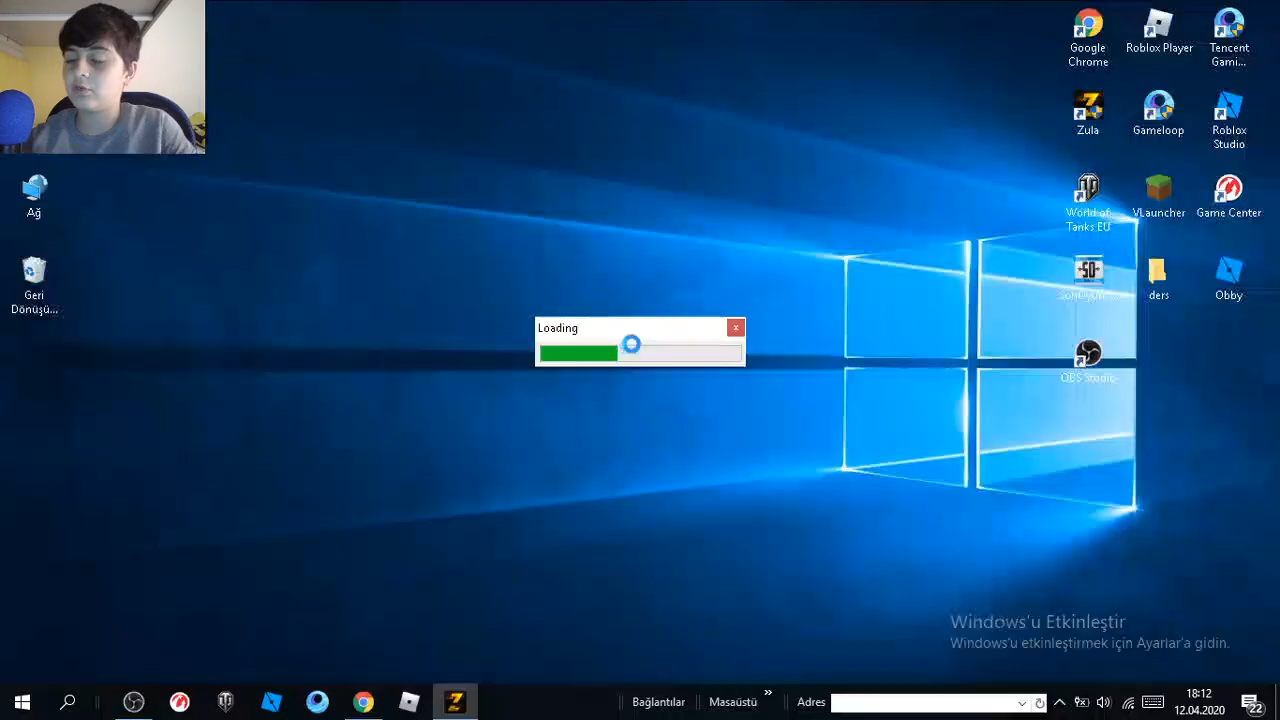 Google
Chrome
Roblox Player
Tencent
Gami...
Zula
Gameloop
Roblox
Studio
Ağ
World of
Tanks EU
VLauncher
Game Center
Geri
Dönüşü...
ders
Obby
Loading
OBS Studio
Windows'u Etkinleştir
Windows'u etkinleştirmek için Ayarlar'a gidin.
Bağlantılar
Masaüstü
»
Adres
18:12
12.04.2020
22